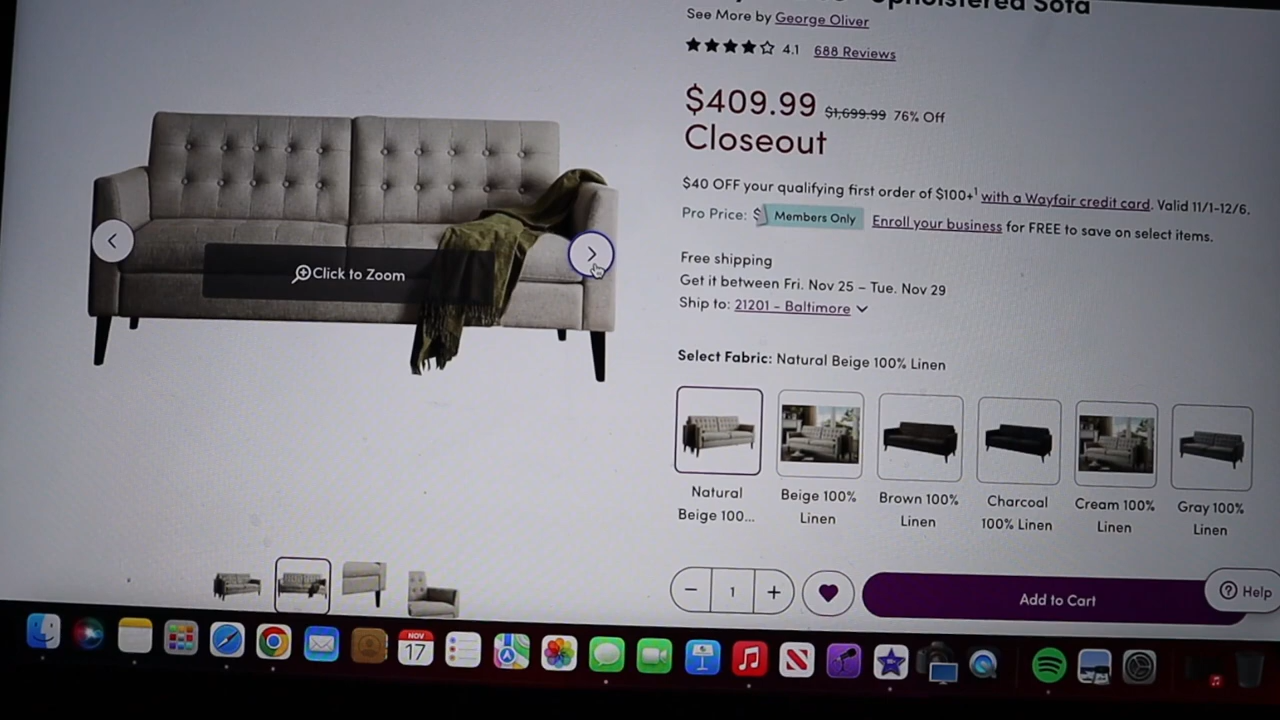 Upholstered Sofa
See More by George Oliver
4.1 688 Reviews
$409.99 $1,699.99 76% Off
Closeout
$40 OFF your qualifying first order of $100+¹ with a Wayfair credit card. Valid 11/1-12/6.
Pro Price: $ Members Only Enroll your business for FREE to save on select items.
Click to Zoom
Free shipping
Get it between Fri. Nov 25 – Tue. Nov 29
Ship to: 21201 - Baltimore
Select Fabric: Natural Beige 100% Linen
Natural
Beige 100...
Beige 100%
Linen
Brown 100%
Linen
Charcoal
100% Linen
Cream 100%
Linen
Gray 100%
Linen
− 1 +
Add to Cart
Help
NOV
17